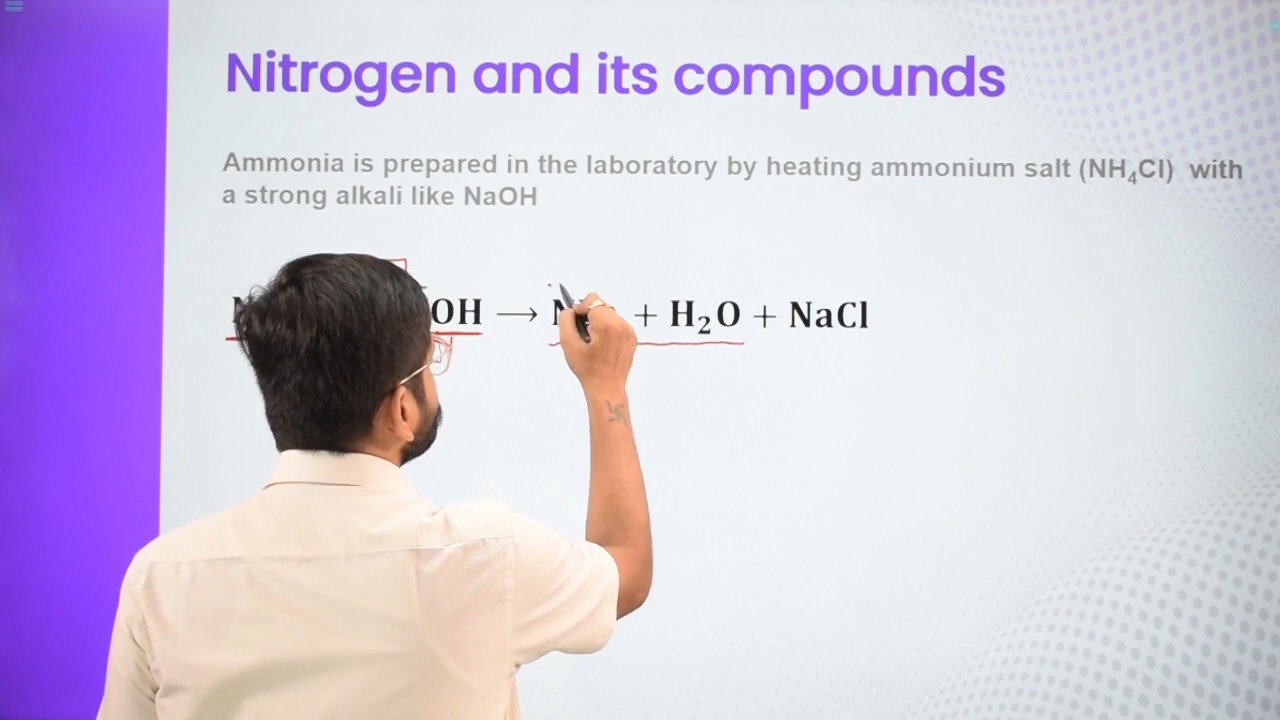 Nitrogen and its compounds
Ammonia is prepared in the laboratory by heating ammonium salt (NH₄Cl) with
a strong alkali like NaOH
OH → + H₂O + NaCl